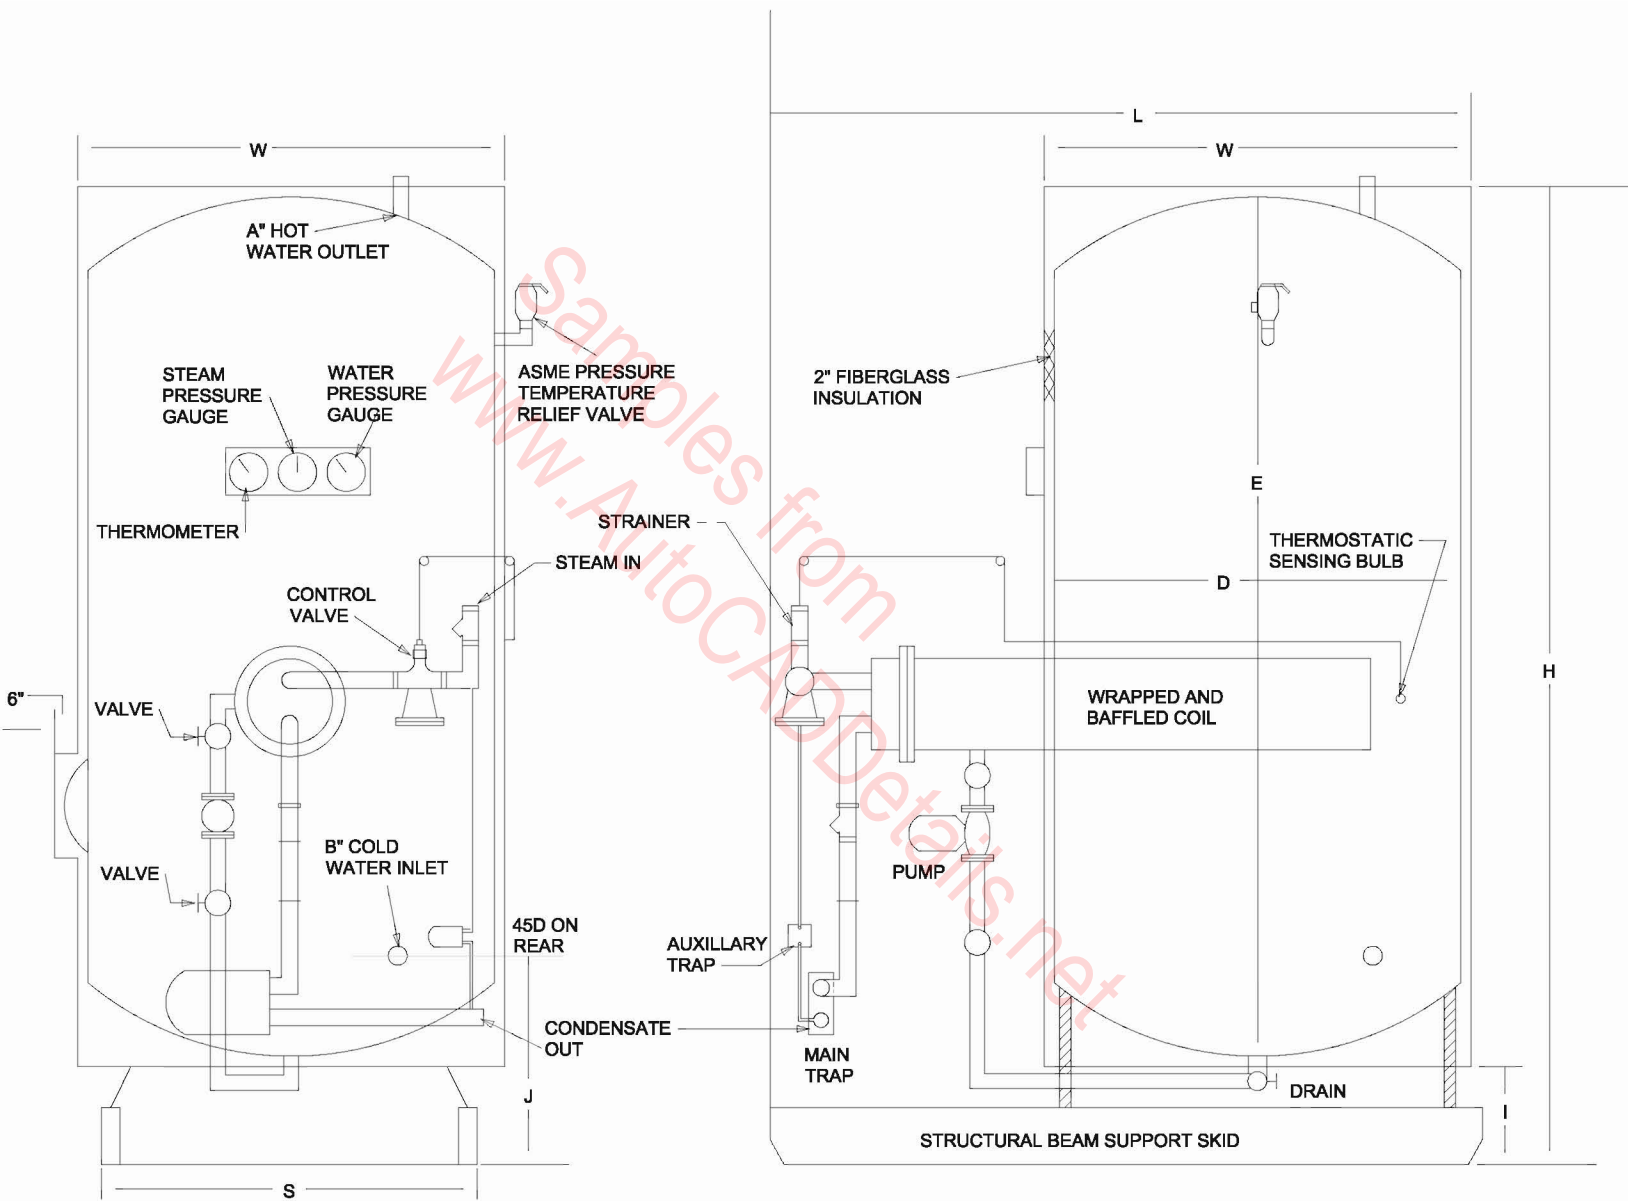 L
W
W
A" HOT
WATER OUTLET
STEAM
PRESSURE
GAUGE
WATER
PRESSURE
GAUGE
ASME PRESSURE
TEMPERATURE
RELIEF VALVE
2" FIBERGLASS
INSULATION
E
THERMOMETER
STRAINER
STEAM IN
THERMOSTATIC
SENSING BULB
D
CONTROL
VALVE
H
6"
VALVE
WRAPPED AND
BAFFLED COIL
B" COLD
WATER INLET
VALVE
PUMP
45D ON
REAR
AUXILLARY
TRAP
CONDENSATE
OUT
MAIN
TRAP
J
DRAIN
I
STRUCTURAL BEAM SUPPORT SKID
S
Samples from
www.AutoCADDetails.net